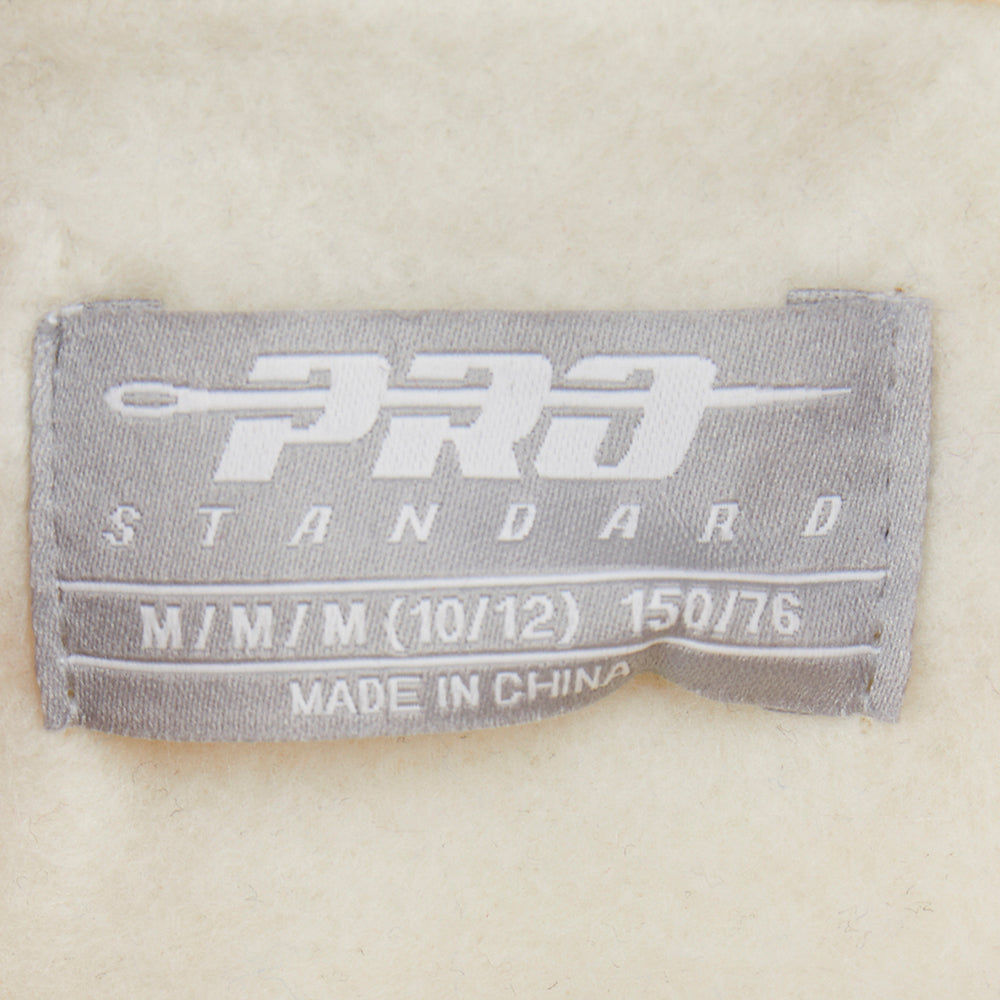 PRO
STANDARD
M/M/M (10/12) 150/76
MADE IN CHINA